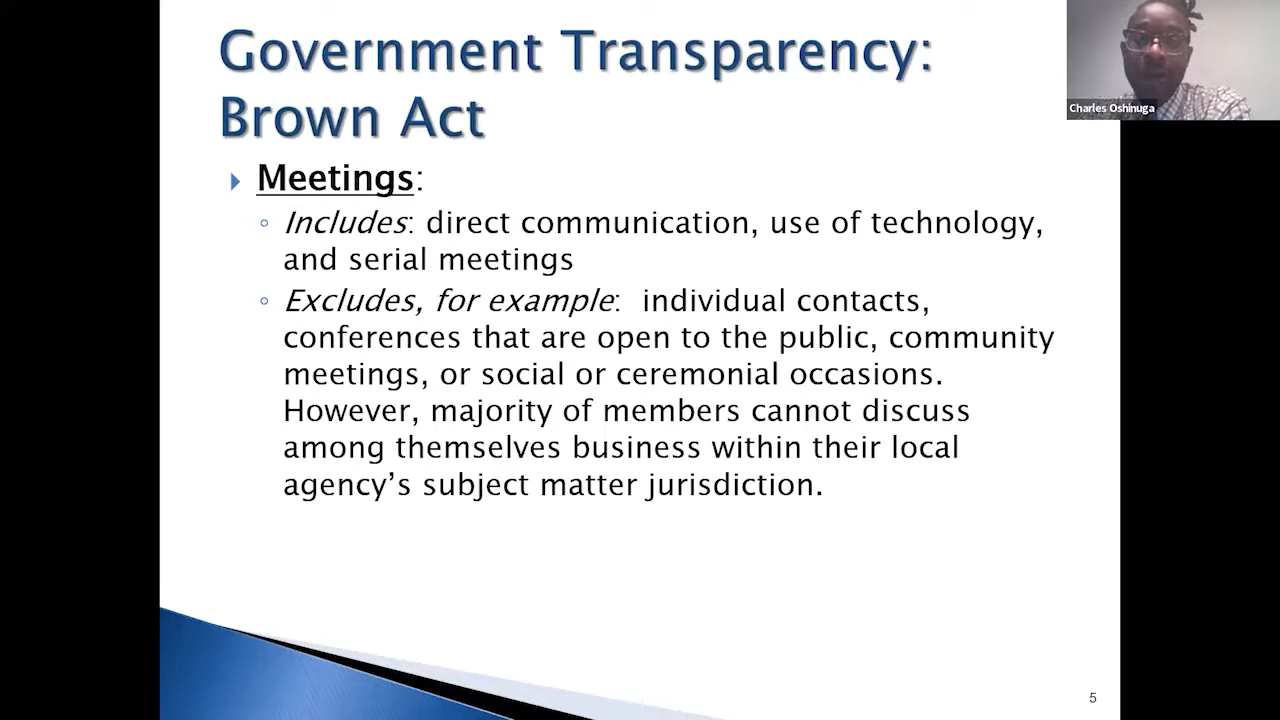 Government Transparency:
Brown Act
Charles Oshinuga
Meetings:
Includes: direct communication, use of technology,
and serial meetings
Excludes, for example:  individual contacts,
conferences that are open to the public, community
meetings, or social or ceremonial occasions.
However, majority of members cannot discuss
among themselves business within their local
agency’s subject matter jurisdiction.
5